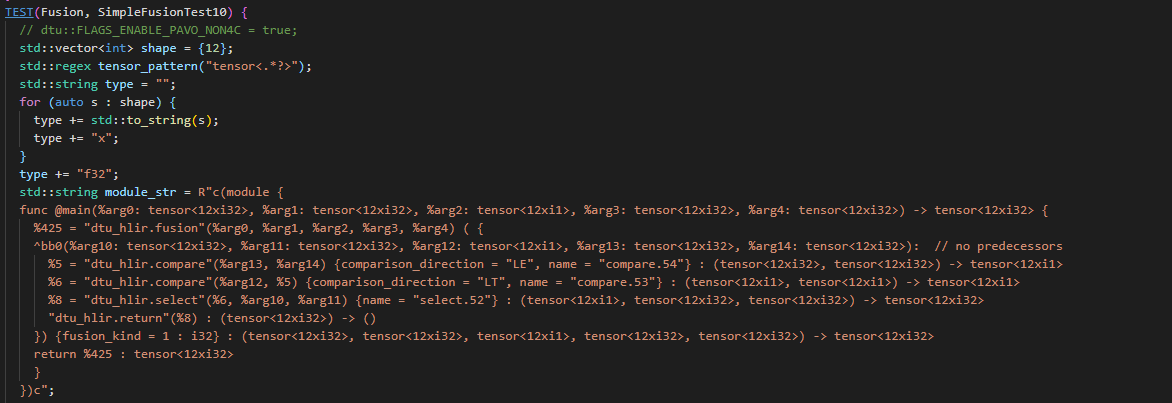 TEST(Fusion, SimpleFusionTest10) {
  // dtu::FLAGS_ENABLE_PAVO_NON4C = true;
  std::vector<int> shape = {12};
  std::regex tensor_pattern("tensor<.*?>");
  std::string type = "";
  for (auto s : shape) {
    type += std::to_string(s);
    type += "x";
  }
  type += "f32";
  std::string module_str = R"c(module {
  func @main(%arg0: tensor<12xi32>, %arg1: tensor<12xi32>, %arg2: tensor<12xi1>, %arg3: tensor<12xi32>, %arg4: tensor<12xi32>) -> tensor<12xi32> {
    %425 = "dtu_hlir.fusion"(%arg0, %arg1, %arg2, %arg3, %arg4) ( {
    ^bb0(%arg10: tensor<12xi32>, %arg11: tensor<12xi32>, %arg12: tensor<12xi1>, %arg13: tensor<12xi32>, %arg14: tensor<12xi32>):  // no predecessors
      %5 = "dtu_hlir.compare"(%arg13, %arg14) {comparison_direction = "LE", name = "compare.54"} : (tensor<12xi32>, tensor<12xi32>) -> tensor<12xi1>
      %6 = "dtu_hlir.compare"(%arg12, %5) {comparison_direction = "LT", name = "compare.53"} : (tensor<12xi1>, tensor<12xi1>) -> tensor<12xi1>
      %8 = "dtu_hlir.select"(%6, %arg10, %arg11) {name = "select.52"} : (tensor<12xi1>, tensor<12xi32>, tensor<12xi32>) -> tensor<12xi32>
      "dtu_hlir.return"(%8) : (tensor<12xi32>) -> ()
    }) {fusion_kind = 1 : i32} : (tensor<12xi32>, tensor<12xi32>, tensor<12xi1>, tensor<12xi32>, tensor<12xi32>) -> tensor<12xi32>
    return %425 : tensor<12xi32>
    }
  })c";